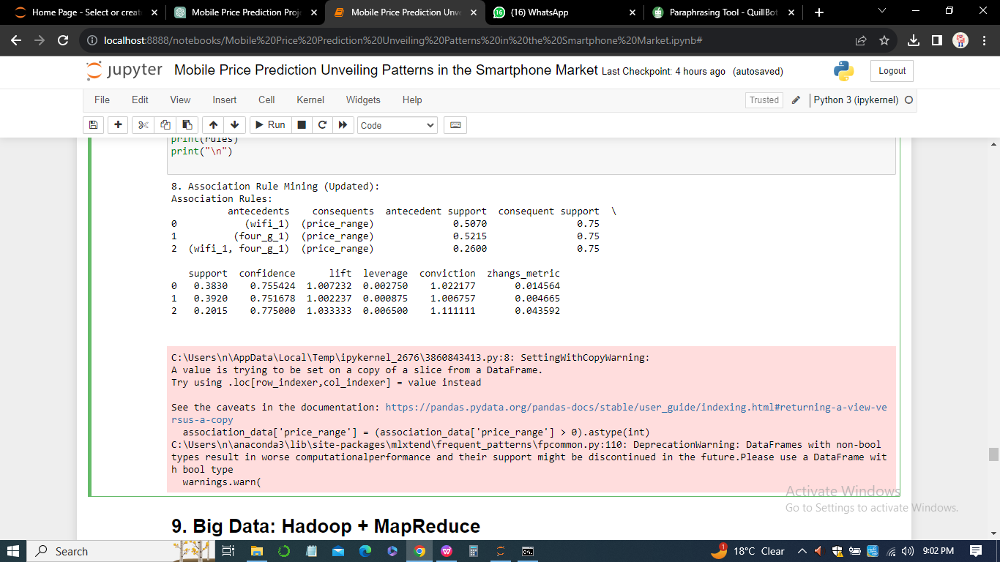 Home Page - Select or creat
Mobile Price Prediction Proje
Mobile Price Prediction Unve
(16) WhatsApp
Paraphrasing Tool - QuillBot
localhost:8888/notebooks/Mobile%20Price%20Prediction%20Unveiling%20Patterns%20in%20the%20Smartphone%20Market.ipynb#
jupyter Mobile Price Prediction Unveiling Patterns in the Smartphone Market Last Checkpoint: 4 hours ago (autosaved)
Logout
File Edit View Insert Cell Kernel Widgets Help
Trusted Python 3 (ipykernel)
Run Code
print(rules)
print("\n")
8. Association Rule Mining (Updated):
Association Rules:
antecedents consequents antecedent support consequent support \
0 (wifi_1) (price_range) 0.5070 0.75
1 (four_g_1) (price_range) 0.5215 0.75
2 (wifi_1, four_g_1) (price_range) 0.2600 0.75
support confidence lift leverage conviction zhangs_metric
0 0.3830 0.755424 1.007232 0.002750 1.022177 0.014564
1 0.3920 0.751678 1.002237 0.000875 1.006757 0.004665
2 0.2015 0.775000 1.033333 0.006500 1.111111 0.043592
C:\Users\n\AppData\Local\Temp\ipykernel_2676\3860843413.py:8: SettingWithCopyWarning:
A value is trying to be set on a copy of a slice from a DataFrame.
Try using .loc[row_indexer,col_indexer] = value instead
See the caveats in the documentation: https://pandas.pydata.org/pandas-docs/stable/user_guide/indexing.html#returning-a-view-ve
rsus-a-copy
association_data['price_range'] = (association_data['price_range'] > 0).astype(int)
C:\Users\n\anaconda3\lib\site-packages\mlxtend\frequent_patterns\fpcommon.py:110: DeprecationWarning: DataFrames with non-bool
types result in worse computationalperformance and their support might be discontinued in the future.Please use a DataFrame wit
h bool type
warnings.warn(
Activate Windows
Go to Settings to activate Windows.
9. Big Data: Hadoop + MapReduce
Search
1
18°C Clear
9:02 PM